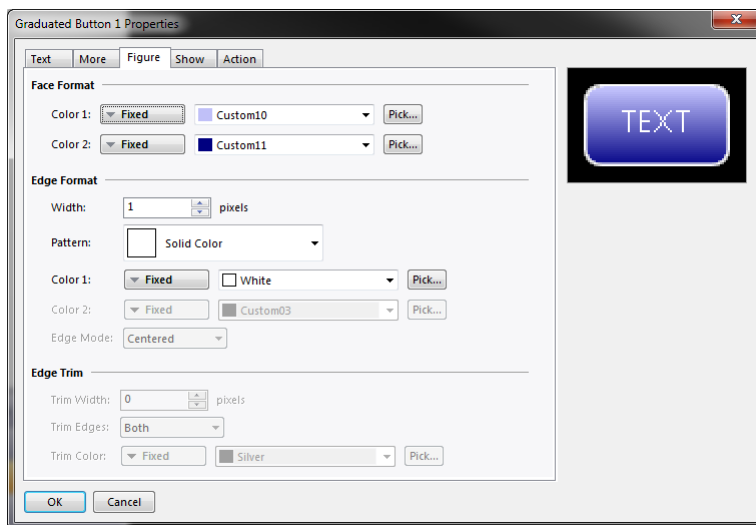 Graduated Button 1 Properties
Text More Figure Show Action
Face Format
Color 1: Fixed Custom10 Pick...
Color 2: Fixed Custom11 Pick...
Edge Format
Width: 1 pixels
Pattern: Solid Color
Color 1: Fixed White Pick...
Color 2: Fixed Custom03 Pick...
Edge Mode: Centered
Edge Trim
Trim Width: 0 pixels
Trim Edges: Both
Trim Color: Fixed Silver Pick...
OK Cancel
TEXT